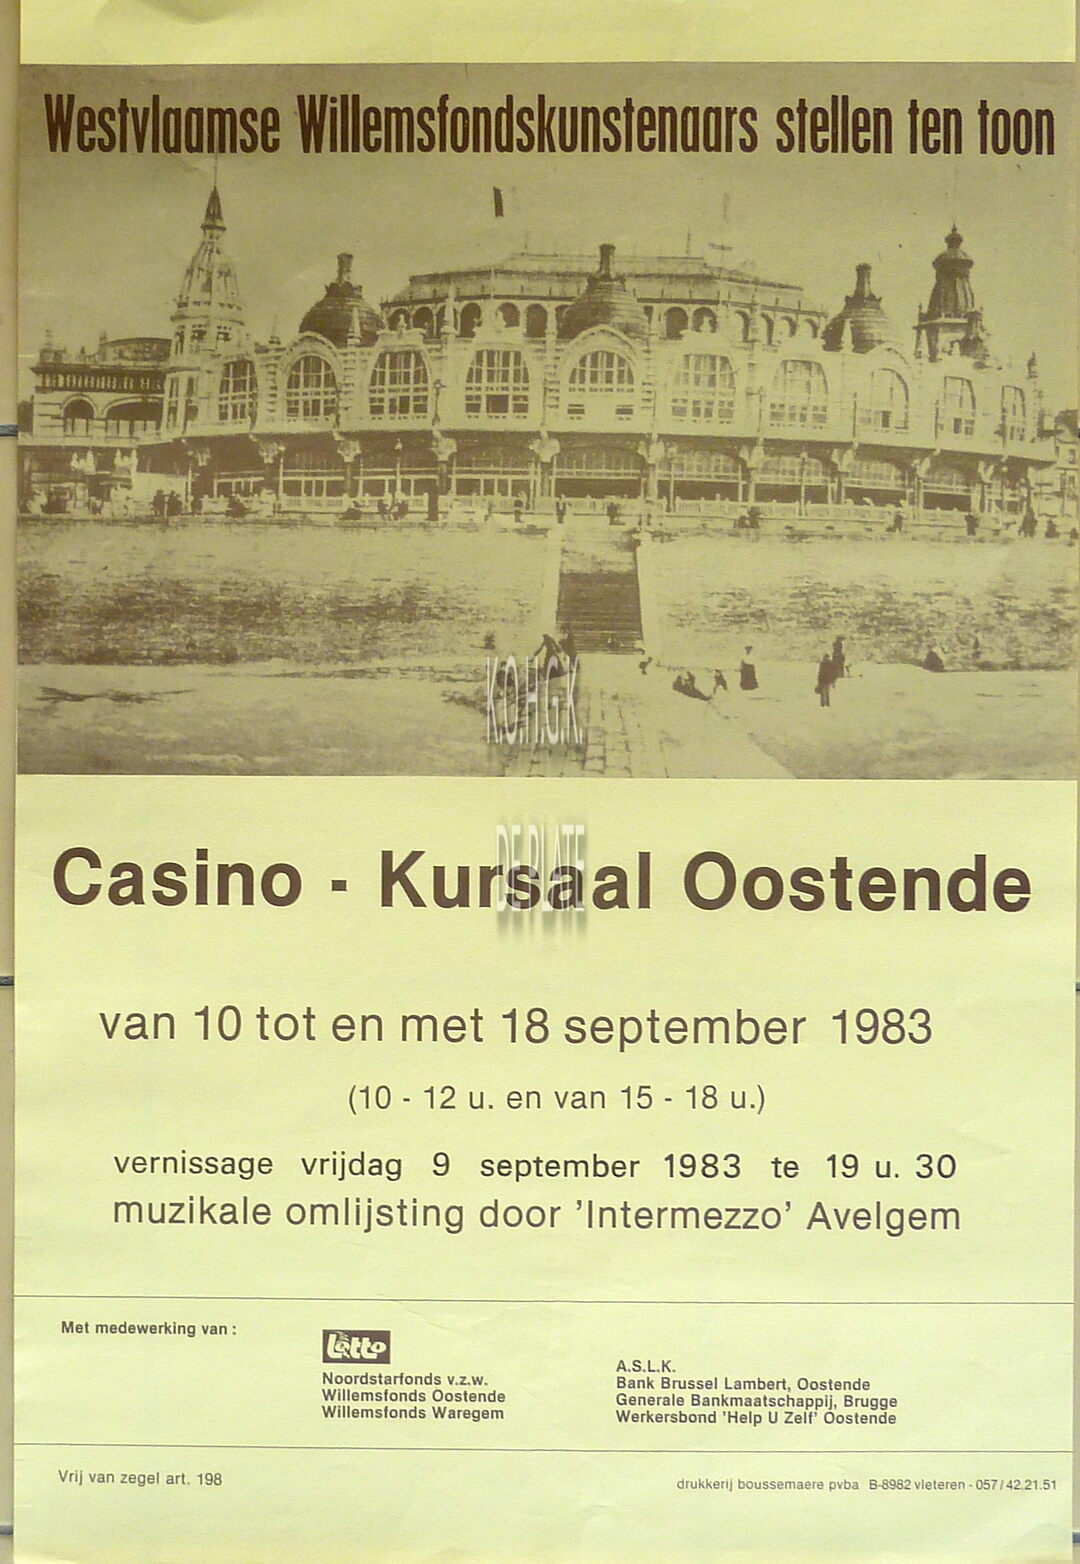 Westvlaamse Willemsfondskunstenaars stellen ten toon
K.O.H.G.K.
DE PLATE
Casino - Kursaal Oostende
van 10 tot en met 18 september 1983
(10 - 12 u. en van 15 - 18 u.)
vernissage vrijdag 9 september 1983 te 19 u. 30
muzikale omlijsting door 'Intermezzo' Avelgem
Met medewerking van :
Lotto
Noordstarfonds v.z.w.
Willemsfonds Oostende
Willemsfonds Waregem
A.S.L.K.
Bank Brussel Lambert, Oostende
Generale Bankmaatschappij, Brugge
Werkersbond 'Help U Zelf' Oostende
Vrij van zegel art. 198
drukkerij boussemaere pvba B-8982 vleteren - 057/42.21.51